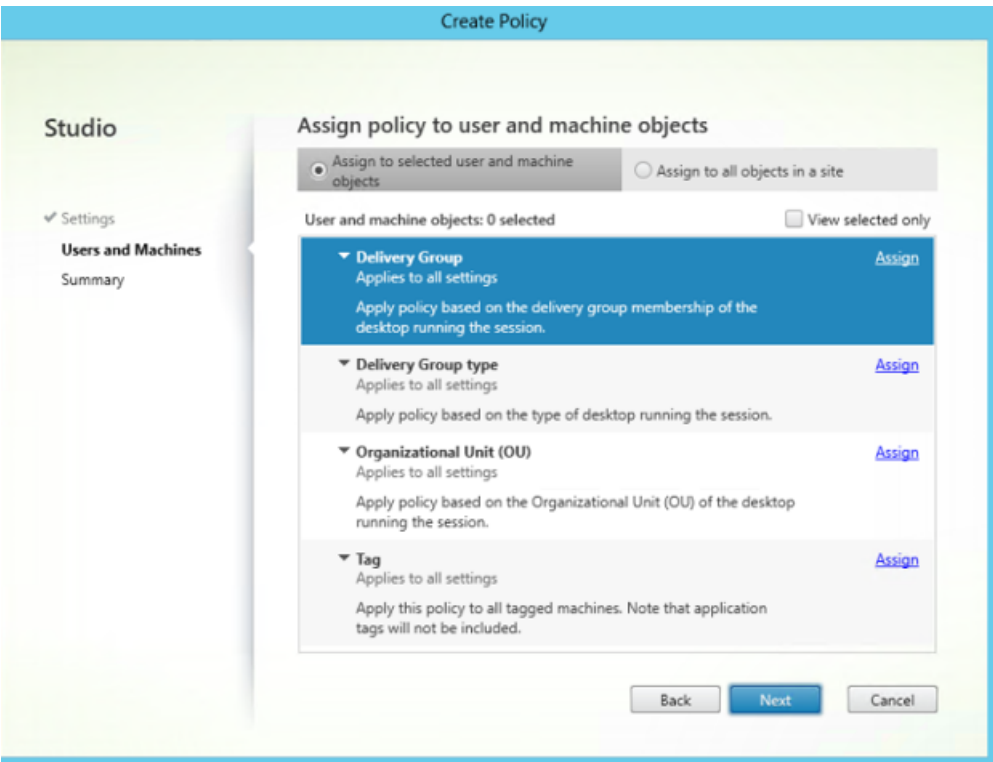 Create Policy
Studio
Settings
Users and Machines
Summary
Assign policy to user and machine objects
Assign to selected user and machine
objects
Assign to all objects in a site
User and machine objects: 0 selected
View selected only
Delivery Group
Assign
Applies to all settings
Apply policy based on the delivery group membership of the
desktop running the session.
Delivery Group type
Assign
Applies to all settings
Apply policy based on the type of desktop running the session.
Organizational Unit (OU)
Assign
Applies to all settings
Apply policy based on the Organizational Unit (OU) of the desktop
running the session.
Tag
Assign
Applies to all settings
Apply this policy to all tagged machines. Note that application
tags will not be included.
Back
Next
Cancel